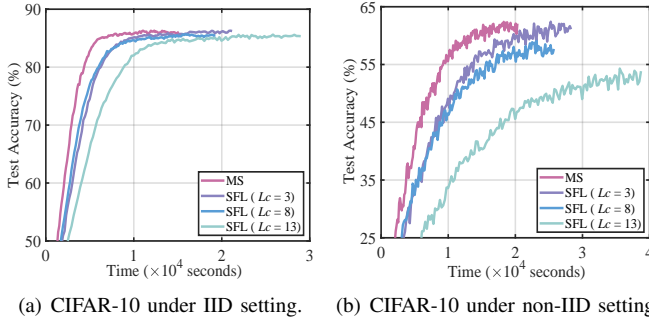 90
80
70
60
50
Test Accuracy (%)
MS
SFL ( Lc = 3)
SFL ( Lc = 8)
SFL ( Lc = 13)
0
1
2
3
Time (×10⁴ seconds)
(a) CIFAR-10 under IID setting.
65
55
45
35
25
Test Accuracy (%)
MS
SFL ( Lc = 3)
SFL ( Lc = 8)
SFL ( Lc = 13)
0
1
2
3
4
Time (×10⁴ seconds)
(b) CIFAR-10 under non-IID setting